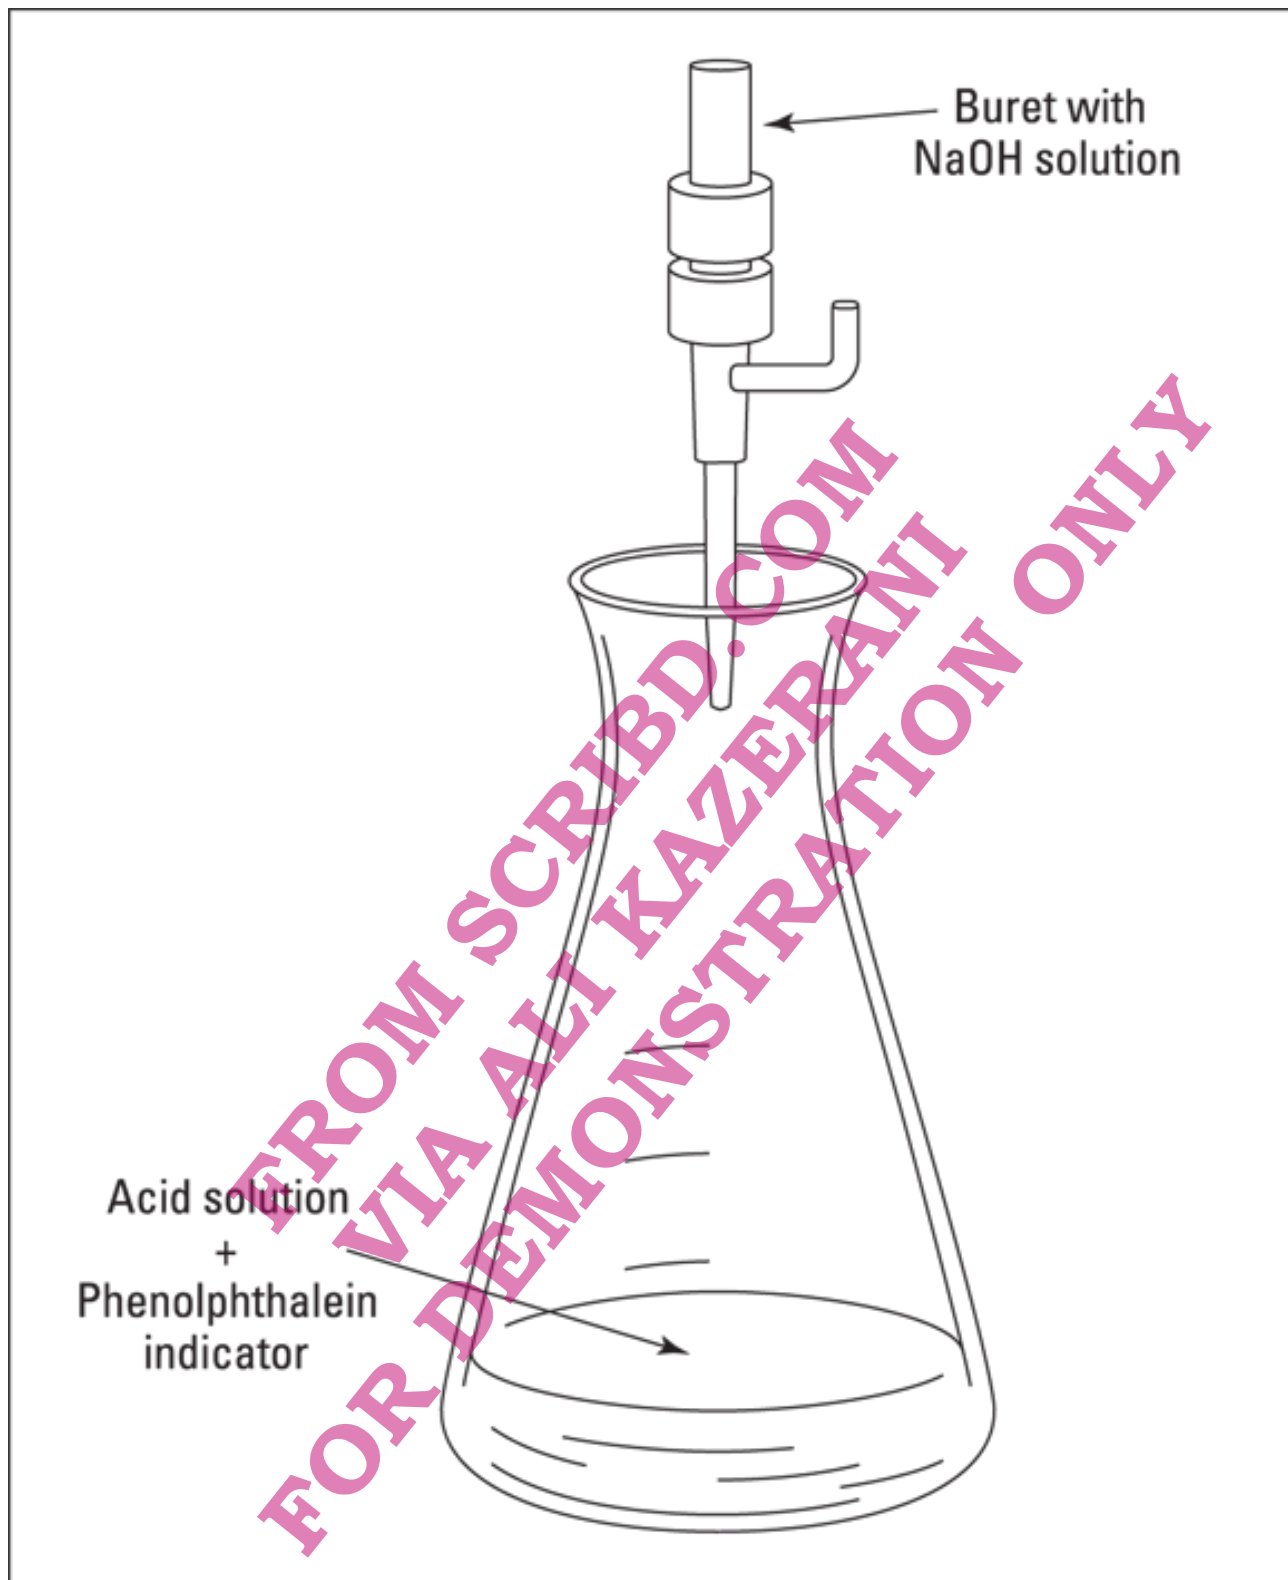 Buret with
NaOH solution
FROM SCRIBD.COM
VIA ALI KAZERANI
FOR DEMONSTRATION ONLY
Acid solution
+
Phenolphthalein
indicator